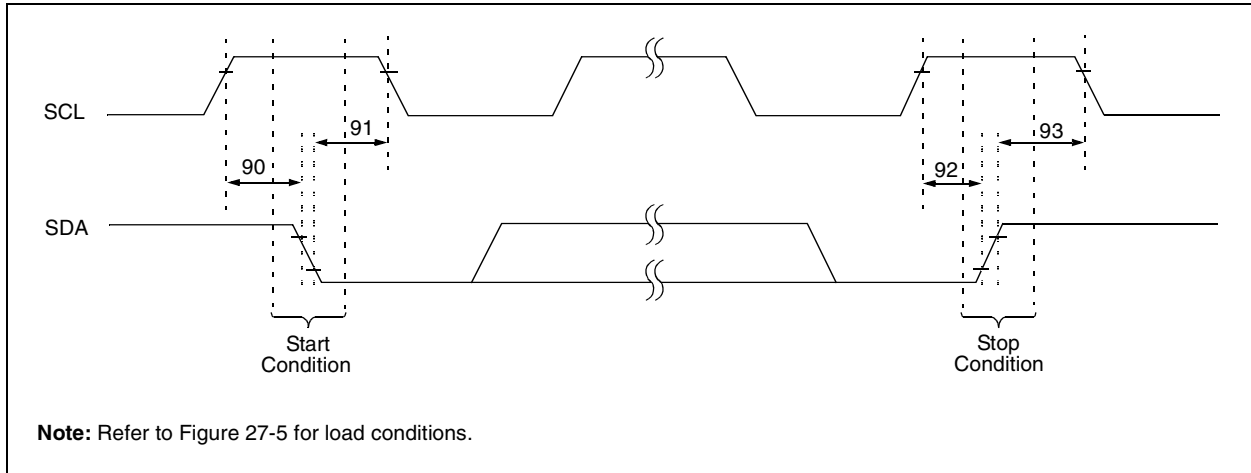 SCL
91
93
90
92
SDA
Start
Condition
Stop
Condition
Note: Refer to Figure 27-5 for load conditions.